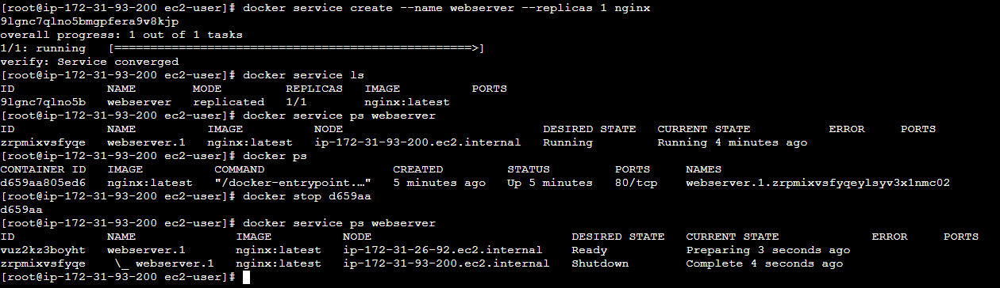 [root@ip-172-31-93-200 ec2-user]# docker service create --name webserver --replicas 1 nginx
9lgnc7qlno5bmgpfera9v8kjp
overall progress: 1 out of 1 tasks
1/1: running   [==================================================>]
verify: Service converged
[root@ip-172-31-93-200 ec2-user]# docker service ls
ID             NAME        MODE         REPLICAS   IMAGE          PORTS
9lgnc7qlno5b   webserver   replicated   1/1        nginx:latest
[root@ip-172-31-93-200 ec2-user]# docker service ps webserver
ID             NAME          IMAGE          NODE                            DESIRED STATE   CURRENT STATE           ERROR     PORTS
zrpmixvsfyqe   webserver.1   nginx:latest   ip-172-31-93-200.ec2.internal   Running         Running 4 minutes ago
[root@ip-172-31-93-200 ec2-user]# docker ps
CONTAINER ID   IMAGE          COMMAND                  CREATED         STATUS         PORTS     NAMES
d659aa805ed6   nginx:latest   "/docker-entrypoint.…"   5 minutes ago   Up 5 minutes   80/tcp    webserver.1.zrpmixvsfyqeylsyv3x1nmc02
[root@ip-172-31-93-200 ec2-user]# docker stop d659aa
d659aa
[root@ip-172-31-93-200 ec2-user]# docker service ps webserver
ID             NAME              IMAGE          NODE                            DESIRED STATE   CURRENT STATE             ERROR     PORTS
vuz2kz3boyht   webserver.1       nginx:latest   ip-172-31-26-92.ec2.internal    Ready           Preparing 3 seconds ago
zrpmixvsfyqe    \_ webserver.1   nginx:latest   ip-172-31-93-200.ec2.internal   Shutdown        Complete 4 seconds ago
[root@ip-172-31-93-200 ec2-user]#